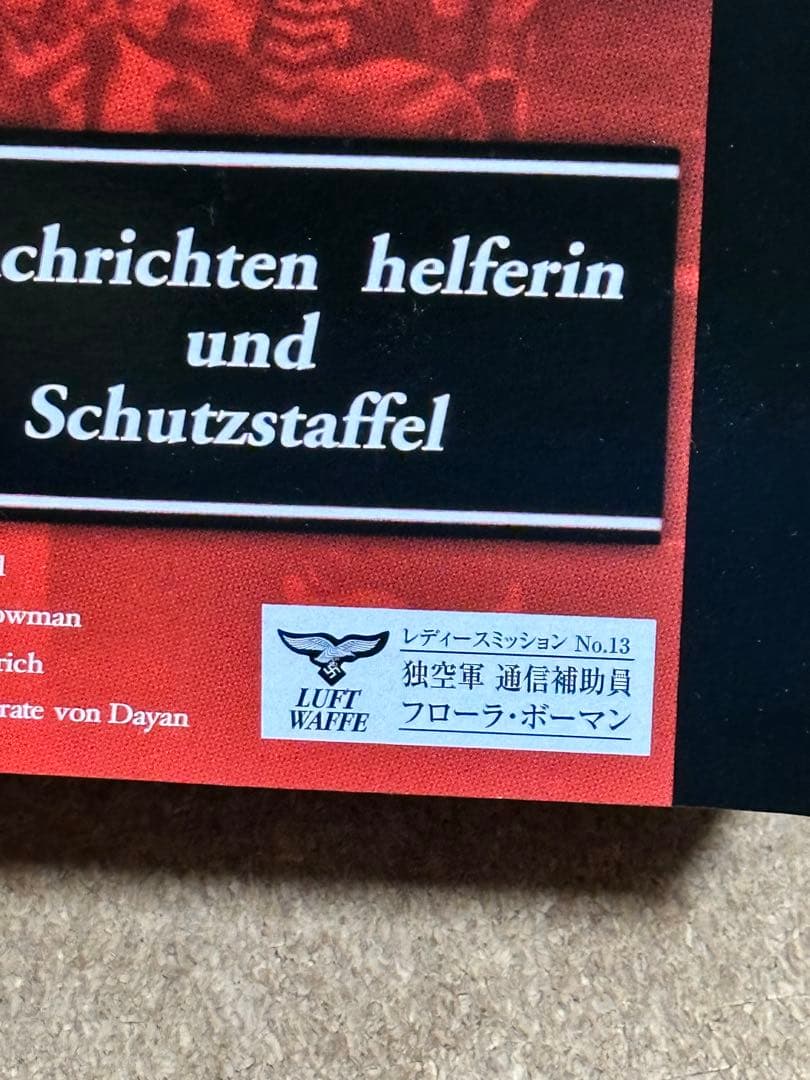 chrichten helferin
und
Schutzstaffel
owman
rich
rate von Dayan
LUFT
WAFFE
レディースミッション No.13
独空軍 通信補助員
フローラ・ボーマン